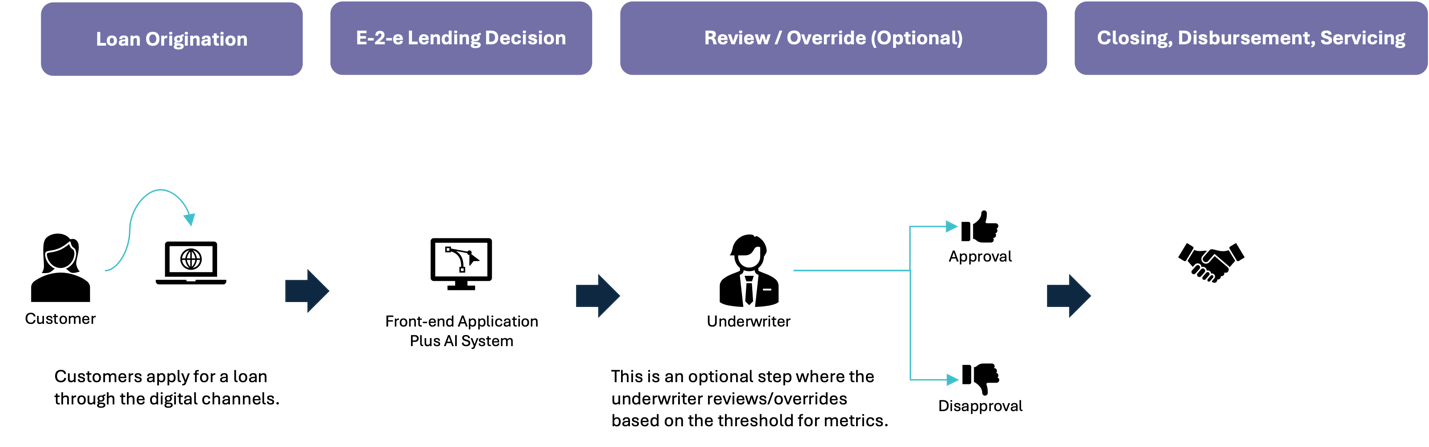 Loan Origination
E-2-e Lending Decision
Review / Override (Optional)
Closing, Disbursement, Servicing
Customer
Customers apply for a loan
through the digital channels.
Front-end Application
Plus AI System
Underwriter
This is an optional step where the
underwriter reviews/overrides
based on the threshold for metrics.
Approval
Disapproval